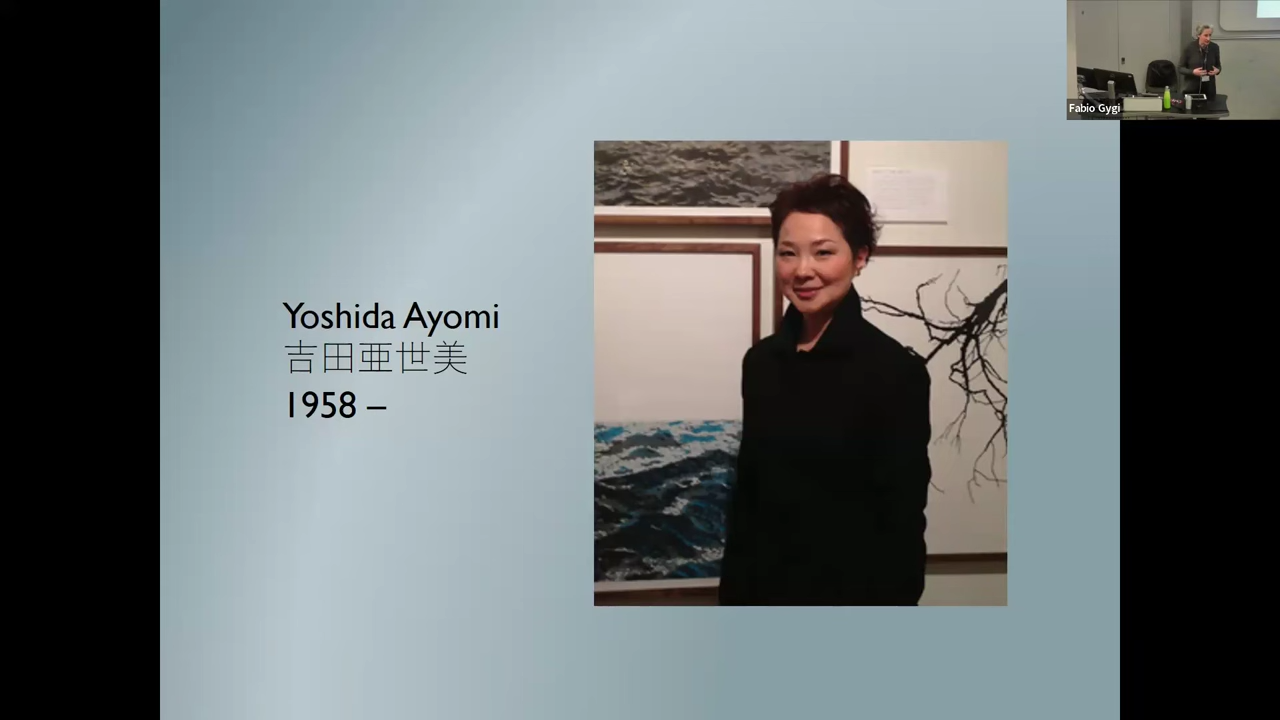 Yoshida Ayomi
吉田亜世美
1958 –
Fabio Gygi